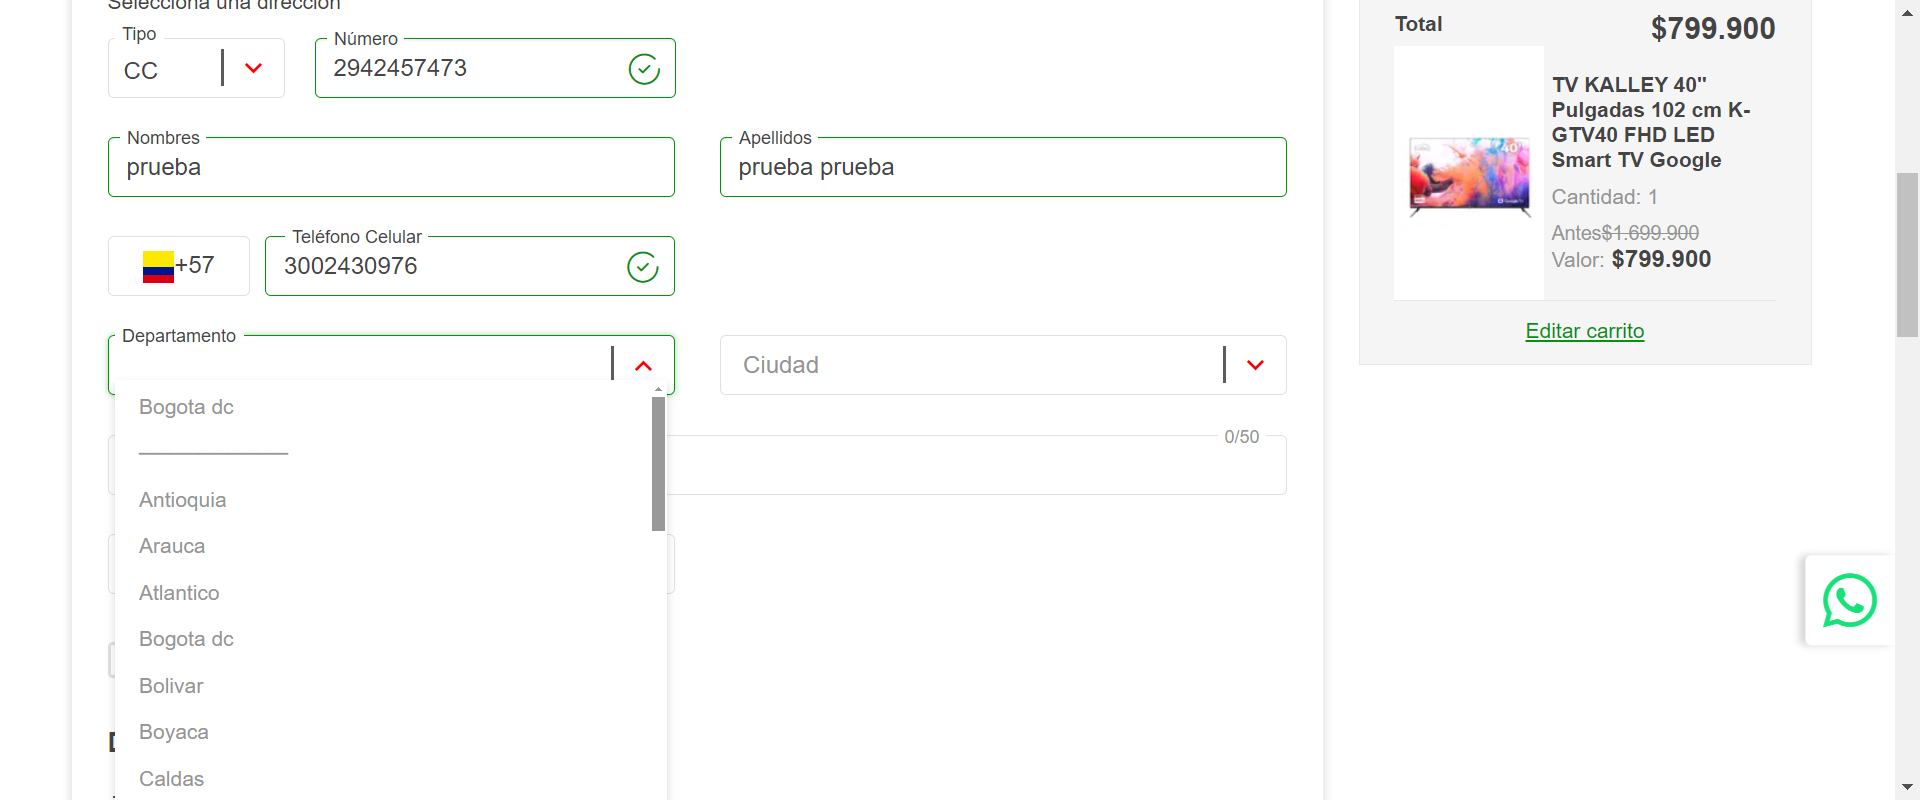 Selecciona una dirección
Tipo
CC
Número
2942457473
Nombres
prueba
Apellidos
prueba prueba
+57
Teléfono Celular
3002430976
Departamento
Ciudad
Bogota dc
———————
Antioquia
Arauca
Atlantico
Bogota dc
Bolivar
Boyaca
Caldas
0/50
Total
$799.900
TV KALLEY 40"
Pulgadas 102 cm K-
GTV40 FHD LED
Smart TV Google
Cantidad: 1
Antes$1.699.900
Valor: $799.900
Editar carrito